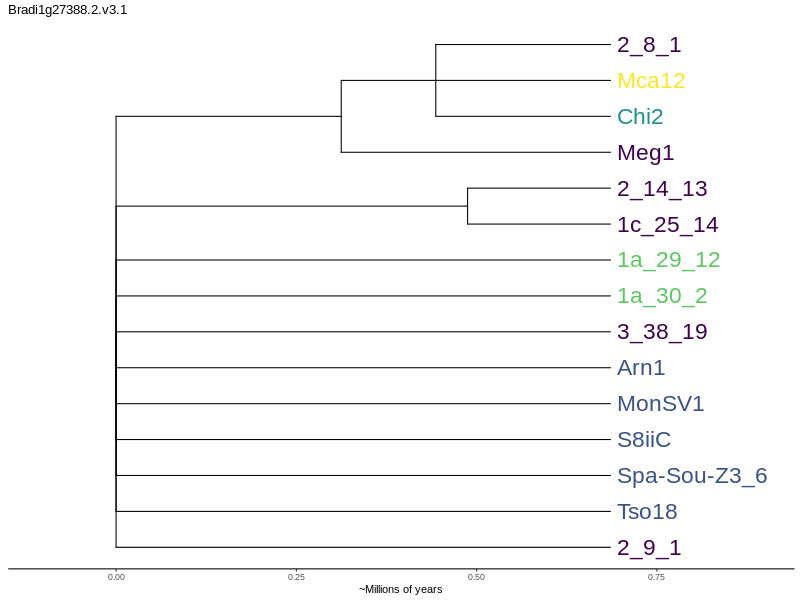 Bradi1g27388.2.v3.1
2_8_1
Mca12
Chi2
Meg1
2_14_13
1c_25_14
1a_29_12
1a_30_2
3_38_19
Arn1
MonSV1
S8iiC
Spa-Sou-Z3_6
Tso18
2_9_1
0.00 0.25 0.50 0.75
~Millions of years